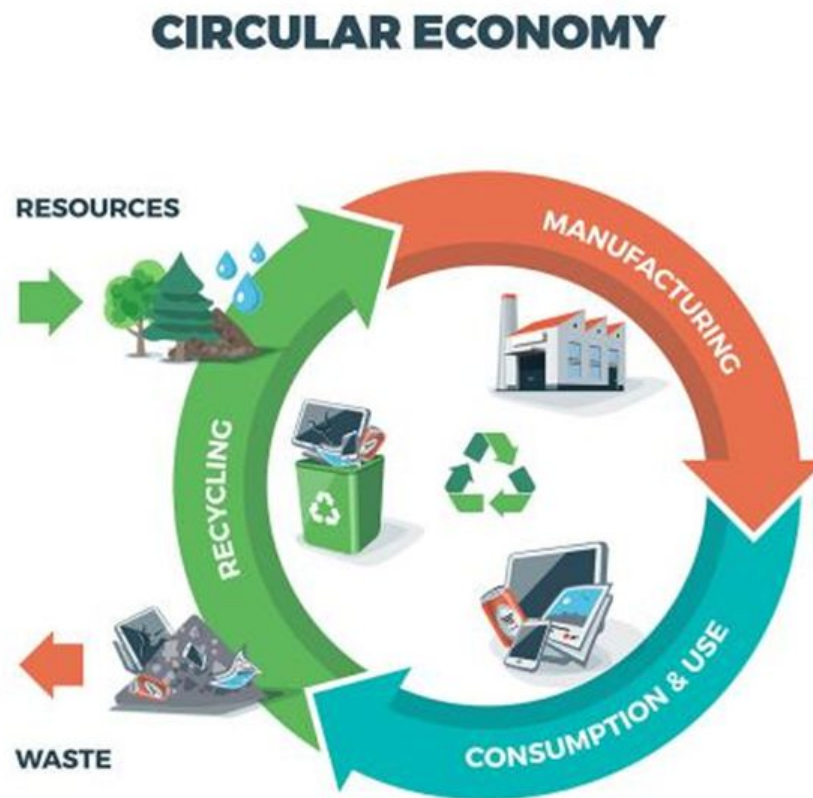 CIRCULAR ECONOMY
RESOURCES
MANUFACTURING
RECYCLING
CONSUMPTION & USE
WASTE